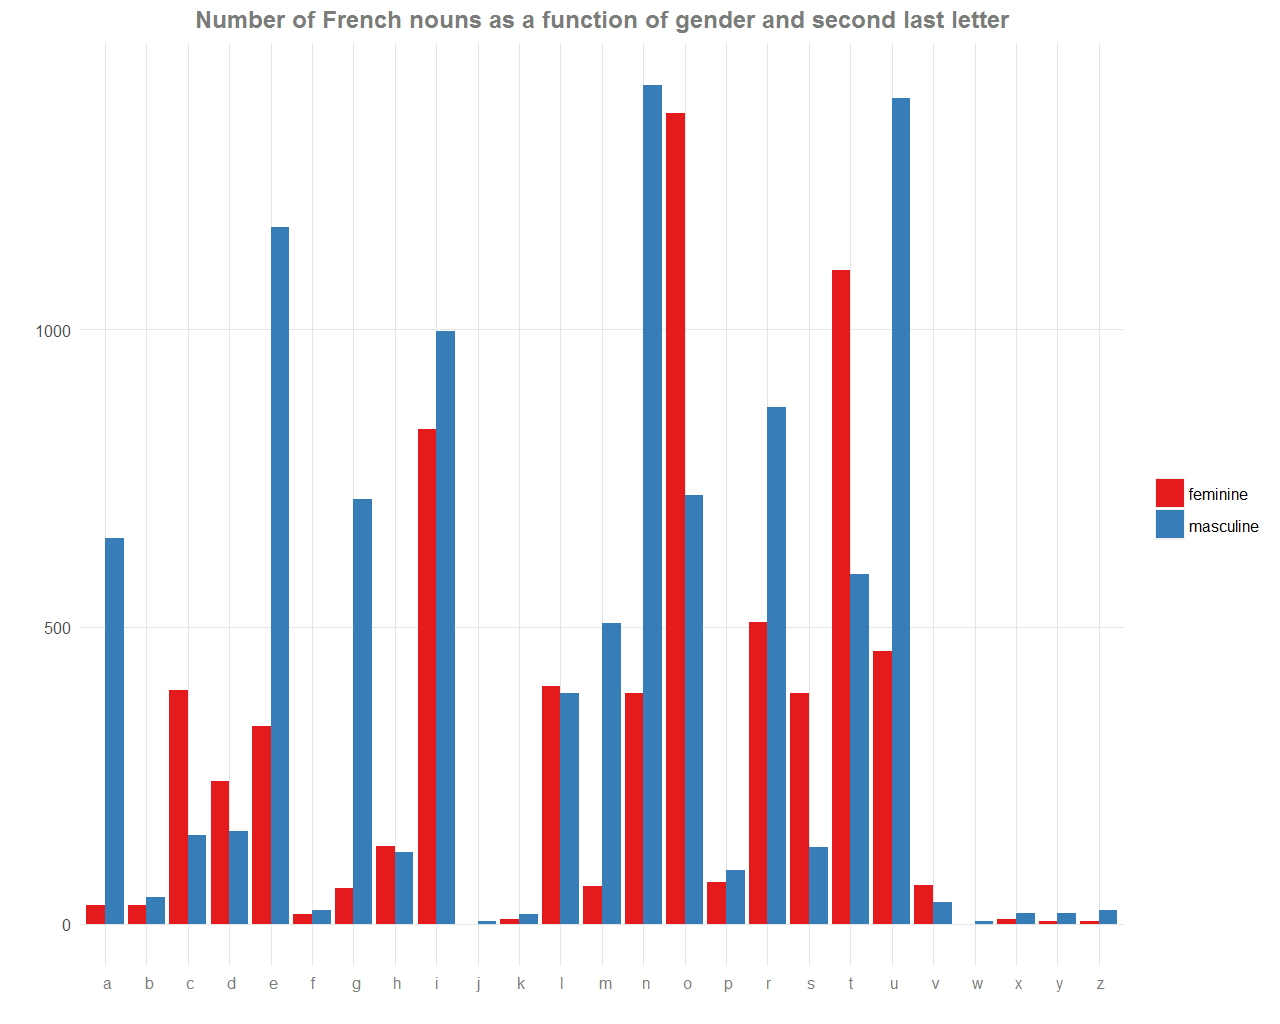 Number of French nouns as a function of gender and second last letter
1000
500
0
feminine
masculine
a b c d e f g h i j k l m n o p r s t u v w x y z